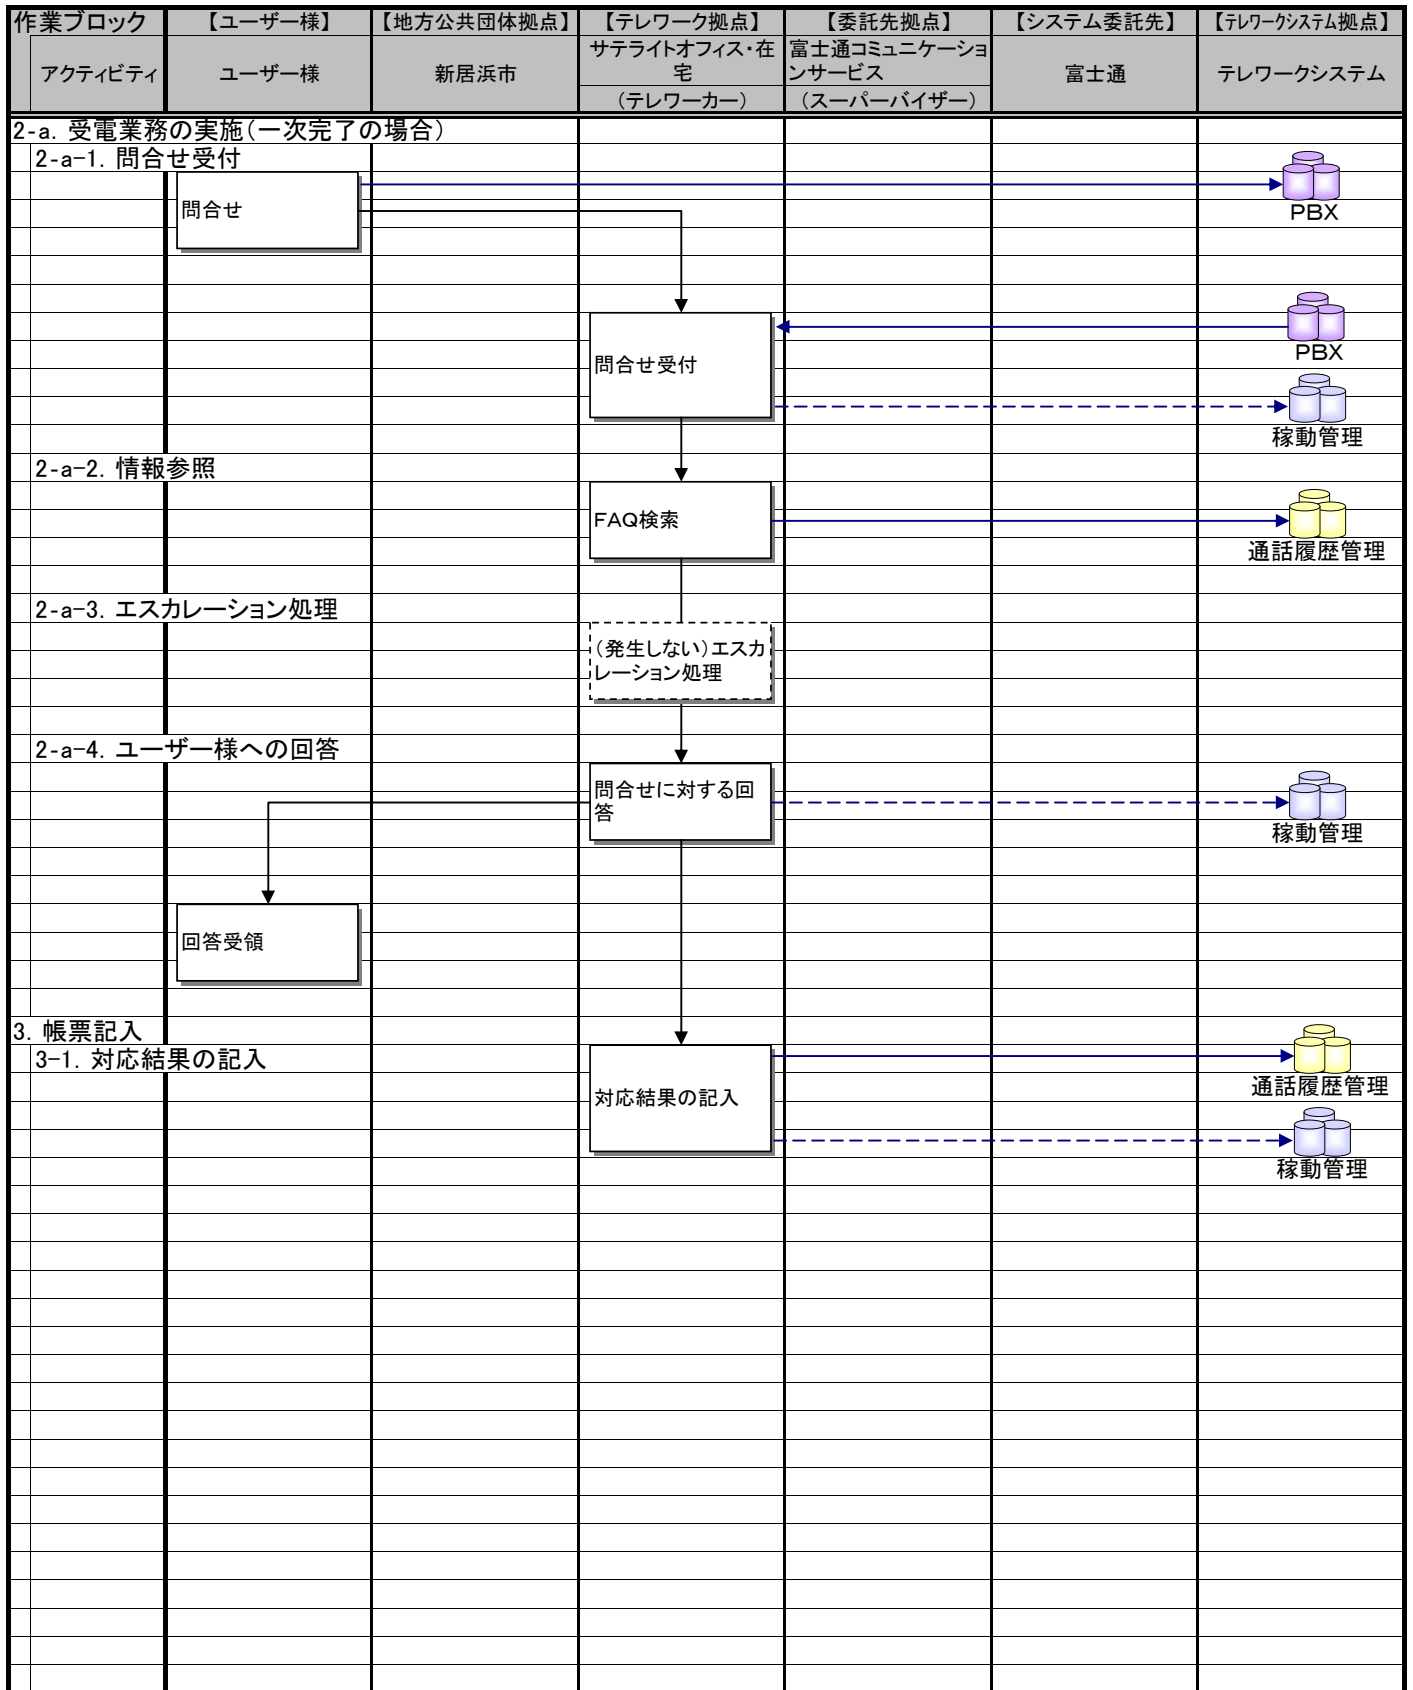 作業ブロック
【ユーザー様】
【地方公共団体拠点】
【テレワーク拠点】
【委託先拠点】
【システム委託先】
【テレワークシステム拠点】
アクティビティ
ユーザー様
新居浜市
サテライトオフィス・在
宅
(テレワーカー)
富士通コミュニケーショ
ンサービス
(スーパーバイザー)
富士通
テレワークシステム
2-a. 受電業務の実施(一次完了の場合)
2-a-1. 問合せ受付
問合せ
PBX
PBX
問合せ受付
稼動管理
2-a-2. 情報参照
FAQ検索
通話履歴管理
2-a-3. エスカレーション処理
(発生しない)エスカ
レーション処理
2-a-4. ユーザー様への回答
問合せに対する回
答
稼動管理
回答受領
3. 帳票記入
3-1. 対応結果の記入
対応結果の記入
通話履歴管理
稼動管理